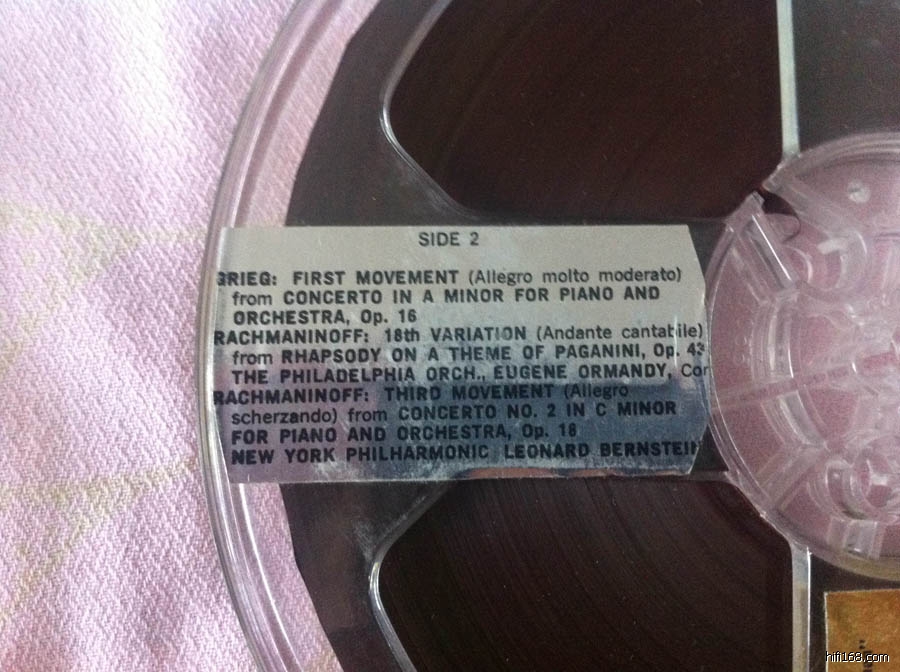 SIDE 2
GRIEG: FIRST MOVEMENT (Allegro molto moderato)
from CONCERTO IN A MINOR FOR PIANO AND
ORCHESTRA, Op. 16
RACHMANINOFF: 18th VARIATION (Andante cantabile)
from RHAPSODY ON A THEME OF PAGANINI, Op. 43
THE PHILADELPHIA ORCH., EUGENE ORMANDY, Con
RACHMANINOFF: THIRD MOVEMENT (Allegro
scherzando) from CONCERTO NO. 2 IN C MINOR
FOR PIANO AND ORCHESTRA, Op. 18
NEW YORK PHILHARMONIC LEONARD BERNSTEIN
hifi168.com